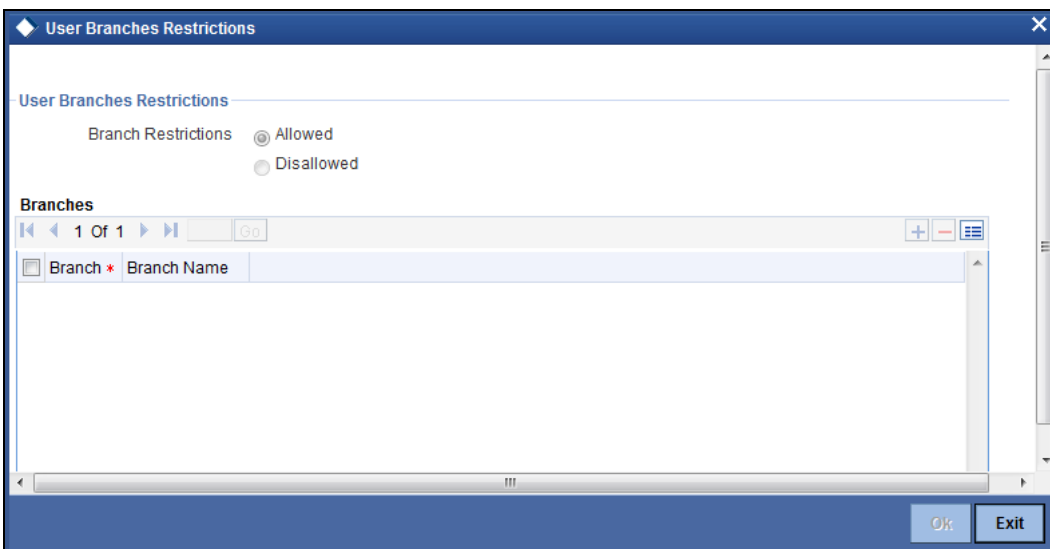 User Branches Restrictions
User Branches Restrictions
Branch Restrictions Allowed
Disallowed
Branches
1 Of 1 Go
Branch * Branch Name
Ok Exit